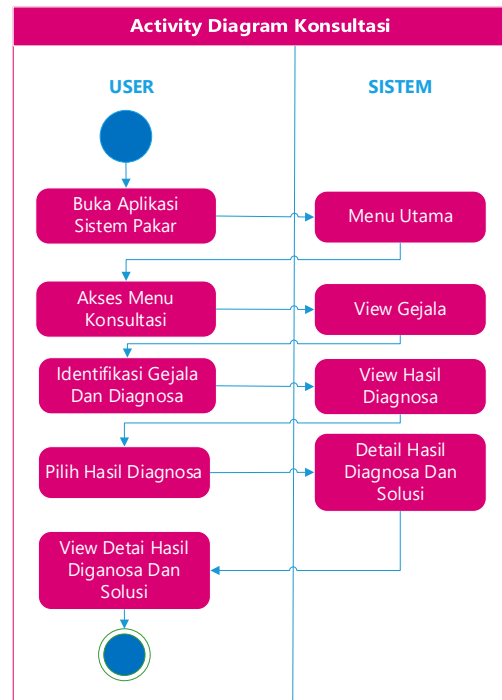 Activity Diagram Konsultasi
USER
SISTEM
Buka Aplikasi
Sistem Pakar
Menu Utama
Akses Menu
Konsultasi
View Gejala
Identifikasi Gejala
Dan Diagnosa
View Hasil
Diagnosa
Pilih Hasil Diagnosa
Detail Hasil
Diagnosa Dan
Solusi
View Detai Hasil
Diganosa Dan
Solusi